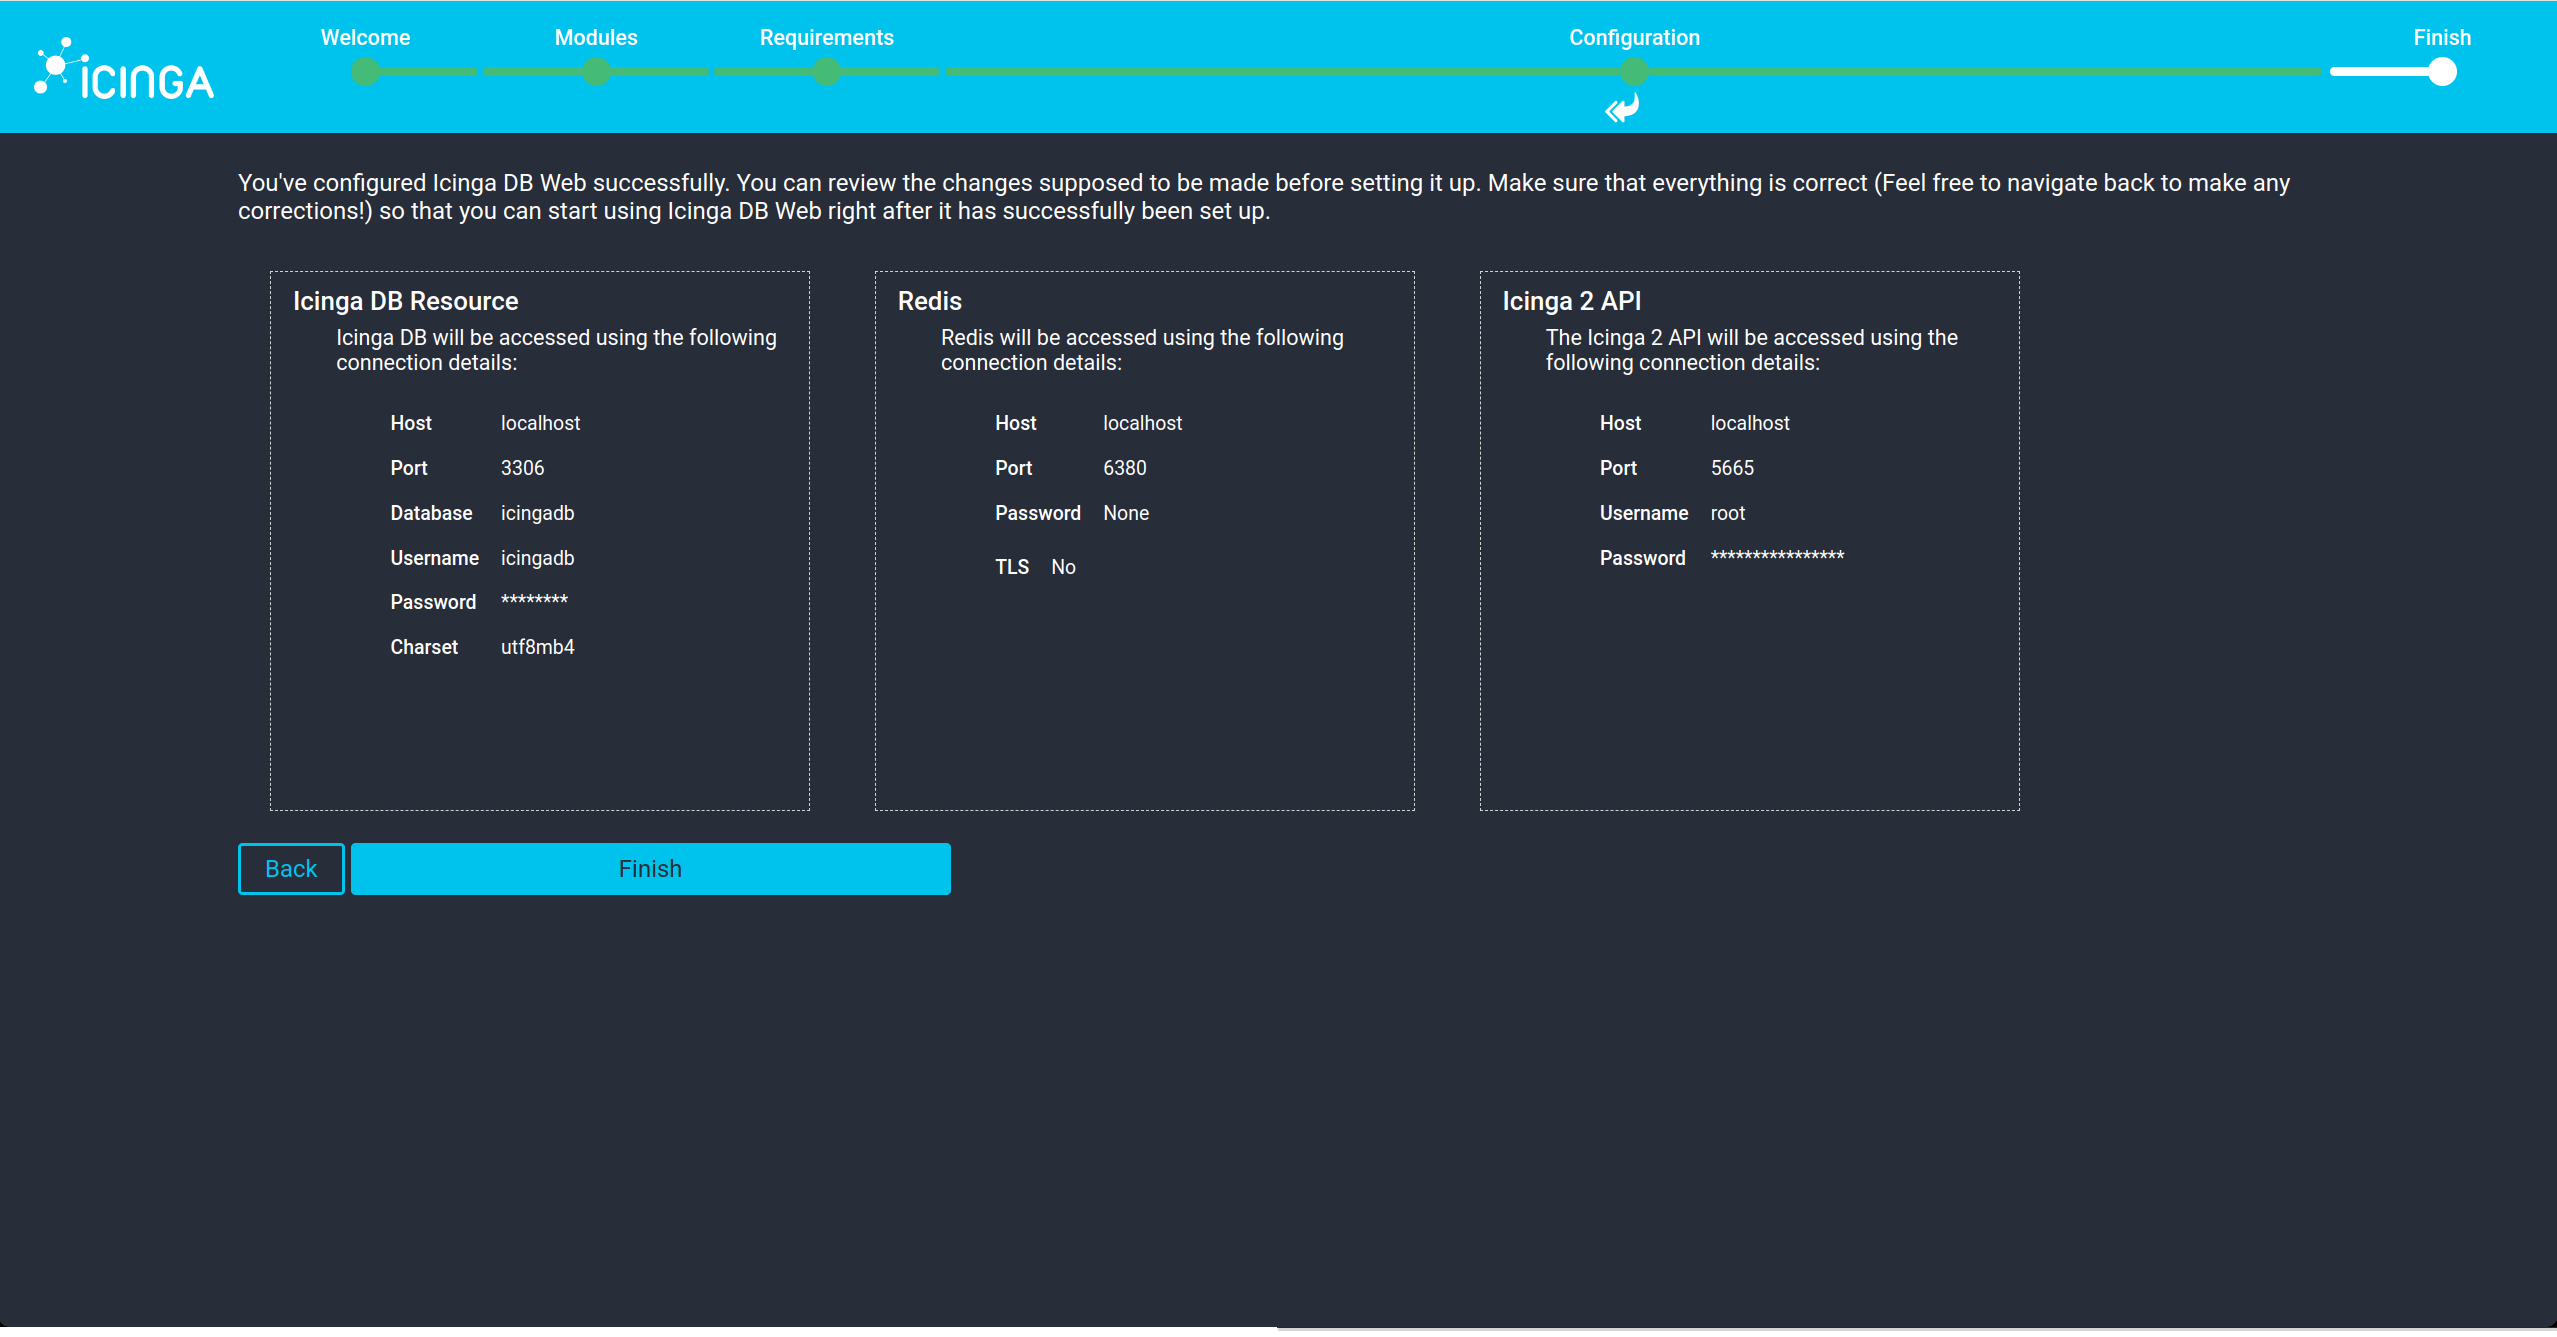 ICINGA
Welcome
Modules
Requirements
Configuration
Finish
You've configured Icinga DB Web successfully. You can review the changes supposed to be made before setting it up. Make sure that everything is correct (Feel free to navigate back to make any
corrections!) so that you can start using Icinga DB Web right after it has successfully been set up.
Icinga DB Resource
Icinga DB will be accessed using the following
connection details:
Host localhost
Port 3306
Database icingadb
Username icingadb
Password ********
Charset utf8mb4
Redis
Redis will be accessed using the following
connection details:
Host localhost
Port 6380
Password None
TLS No
Icinga 2 API
The Icinga 2 API will be accessed using the
following connection details:
Host localhost
Port 5665
Username root
Password ****************
Back
Finish